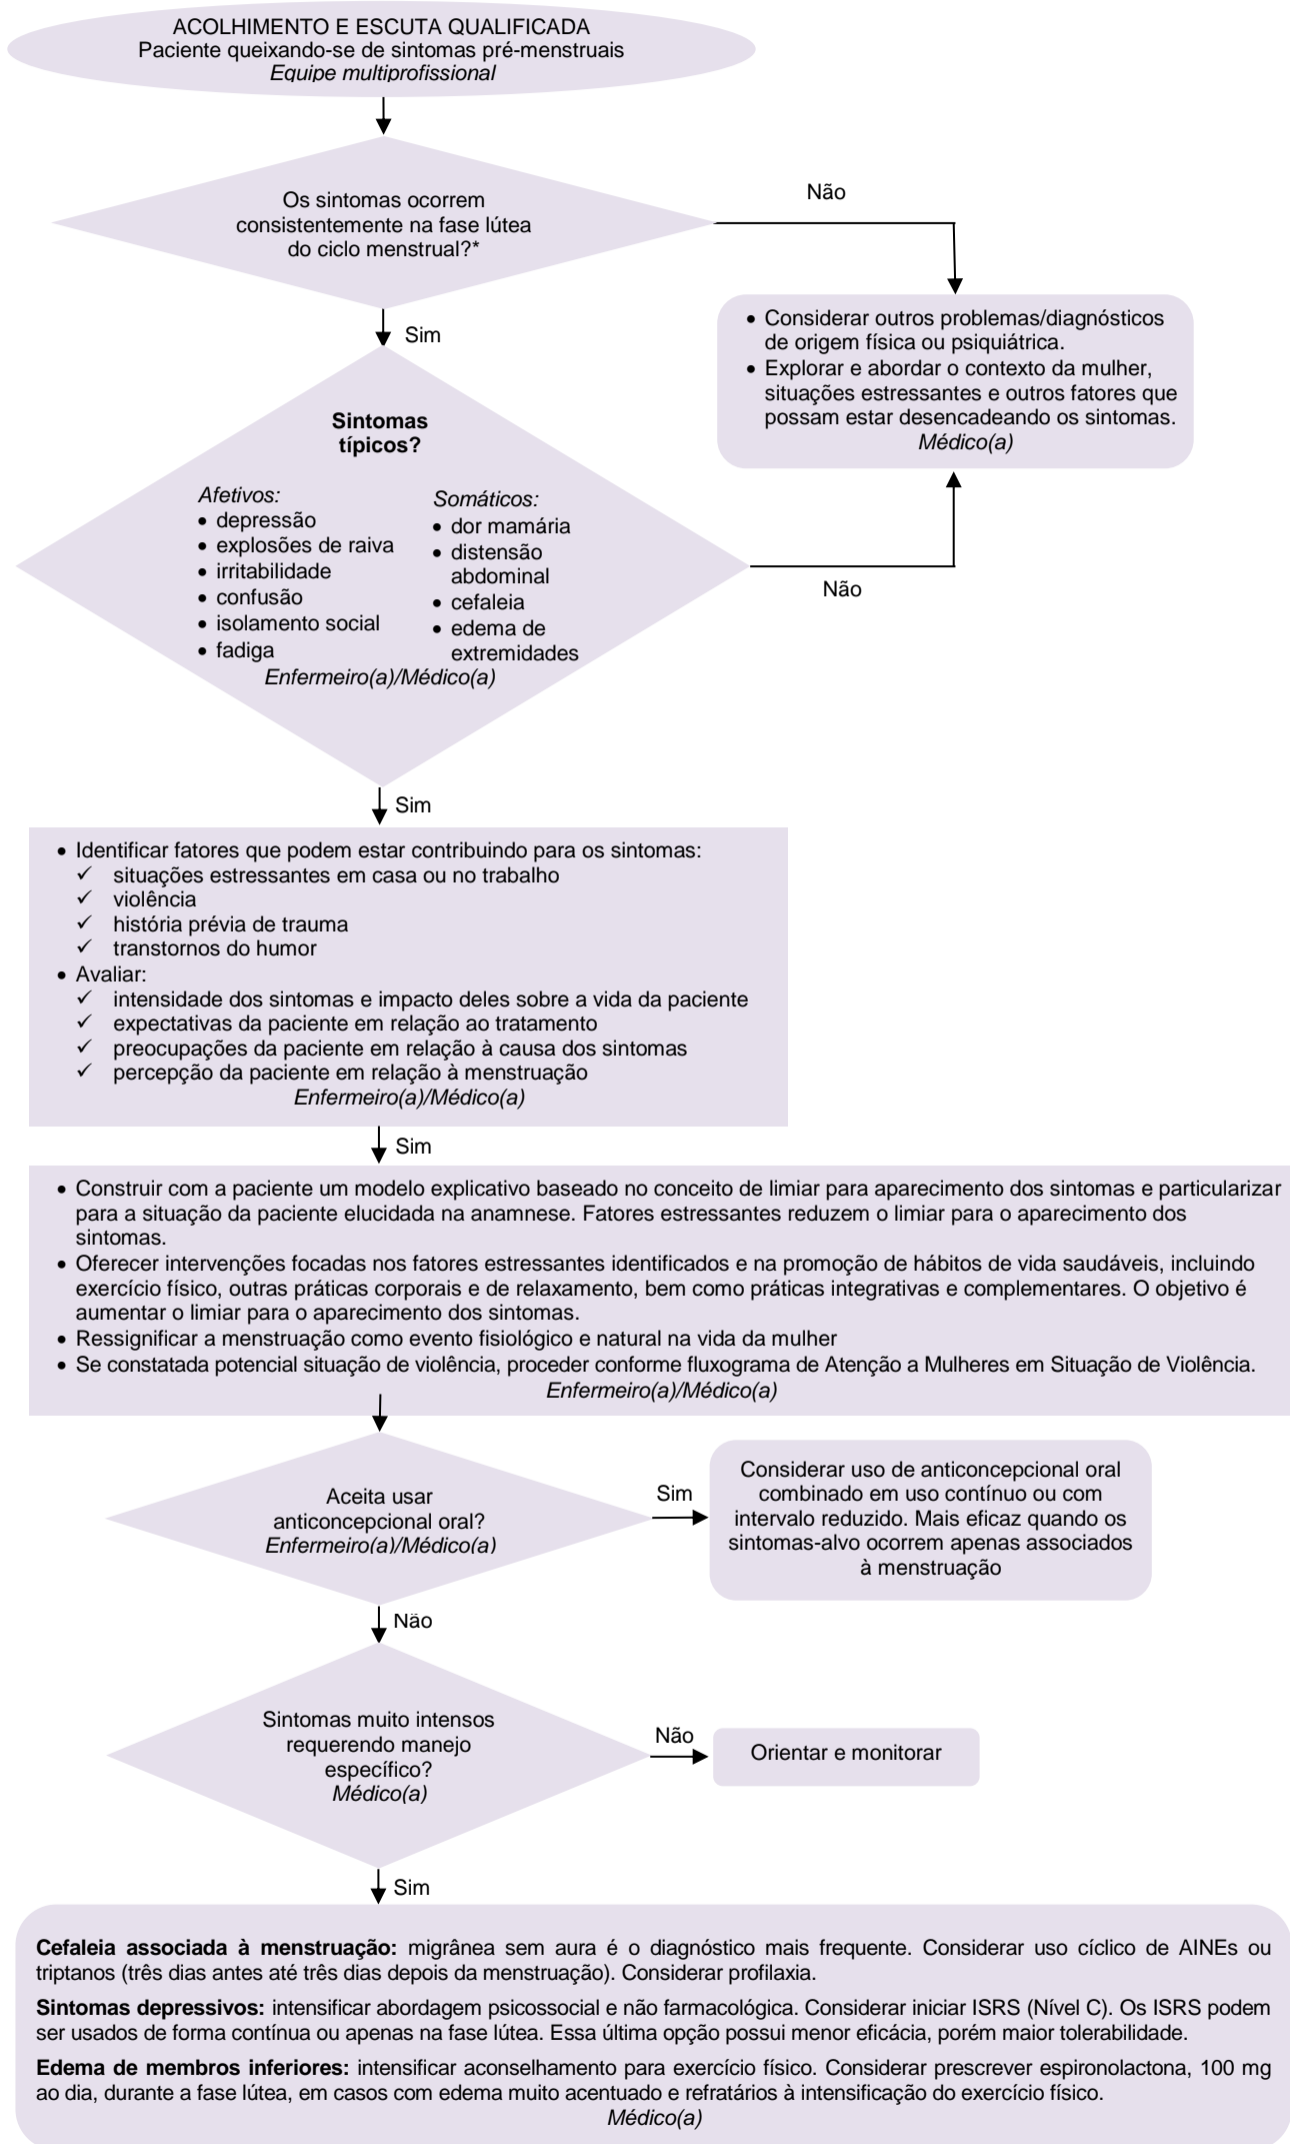 ACOLHIMENTO E ESCUTA QUALIFICADA
Paciente queixando-se de sintomas pré-menstruais
Equipe multiprofissional
Os sintomas ocorrem
consistentemente na fase lútea
do ciclo menstrual?*
Não
• Considerar outros problemas/diagnósticos
de origem física ou psiquiátrica.
• Explorar e abordar o contexto da mulher,
situações estressantes e outros fatores que
possam estar desencadeando os sintomas.
Médico(a)
Sim
Sintomas
típicos?
Afetivos:
• depressão
• explosões de raiva
• irritabilidade
• confusão
• isolamento social
• fadiga
Somáticos:
• dor mamária
• distensão
abdominal
• cefaleia
• edema de
extremidades
Enfermeiro(a)/Médico(a)
Não
Sim
• Identificar fatores que podem estar contribuindo para os sintomas:
✓ situações estressantes em casa ou no trabalho
✓ violência
✓ história prévia de trauma
✓ transtornos do humor
• Avaliar:
✓ intensidade dos sintomas e impacto deles sobre a vida da paciente
✓ expectativas da paciente em relação ao tratamento
✓ preocupações da paciente em relação à causa dos sintomas
✓ percepção da paciente em relação à menstruação
Enfermeiro(a)/Médico(a)
Sim
• Construir com a paciente um modelo explicativo baseado no conceito de limiar para aparecimento dos sintomas e particularizar
para a situação da paciente elucidada na anamnese. Fatores estressantes reduzem o limiar para o aparecimento dos
sintomas.
• Oferecer intervenções focadas nos fatores estressantes identificados e na promoção de hábitos de vida saudáveis, incluindo
exercício físico, outras práticas corporais e de relaxamento, bem como práticas integrativas e complementares. O objetivo é
aumentar o limiar para o aparecimento dos sintomas.
• Ressignificar a menstruação como evento fisiológico e natural na vida da mulher
• Se constatada potencial situação de violência, proceder conforme fluxograma de Atenção a Mulheres em Situação de Violência.
Enfermeiro(a)/Médico(a)
Aceita usar
anticoncepcional oral?
Enfermeiro(a)/Médico(a)
Sim
Considerar uso de anticoncepcional oral
combinado em uso contínuo ou com
intervalo reduzido. Mais eficaz quando os
sintomas-alvo ocorrem apenas associados
à menstruação
Não
Sintomas muito intensos
requerendo manejo
específico?
Médico(a)
Não
Orientar e monitorar
Sim
Cefaleia associada à menstruação: migrânea sem aura é o diagnóstico mais frequente. Considerar uso cíclico de AINEs ou
triptanos (três dias antes até três dias depois da menstruação). Considerar profilaxia.
Sintomas depressivos: intensificar abordagem psicossocial e não farmacológica. Considerar iniciar ISRS (Nível C). Os ISRS podem
ser usados de forma contínua ou apenas na fase lútea. Essa última opção possui menor eficácia, porém maior tolerabilidade.
Edema de membros inferiores: intensificar aconselhamento para exercício físico. Considerar prescrever espironolactona, 100 mg
ao dia, durante a fase lútea, em casos com edema muito acentuado e refratários à intensificação do exercício físico.
Médico(a)